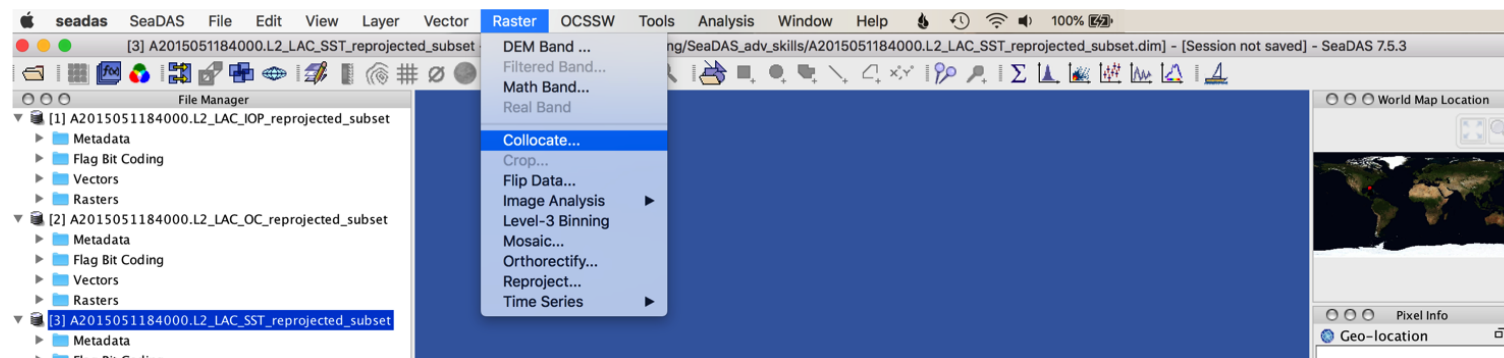 seadas SeaDAS File Edit View Layer Vector Raster OCSSW Tools Analysis Window Help 100%
[3] A2015051184000.L2_LAC_SST_reprojected_subset - ng/SeaDAS_adv_skills/A2015051184000.L2_LAC_SST_reprojected_subset.dim] - [Session not saved] - SeaDAS 7.5.3
File Manager
[1] A2015051184000.L2_LAC_IOP_reprojected_subset
Metadata
Flag Bit Coding
Vectors
Rasters
[2] A2015051184000.L2_LAC_OC_reprojected_subset
Metadata
Flag Bit Coding
Vectors
Rasters
[3] A2015051184000.L2_LAC_SST_reprojected_subset
Metadata
DEM Band ...
Filtered Band...
Math Band...
Real Band
Collocate...
Crop...
Flip Data...
Image Analysis
Level-3 Binning
Mosaic...
Orthorectify...
Reproject...
Time Series
World Map Location
Pixel Info
Geo-location